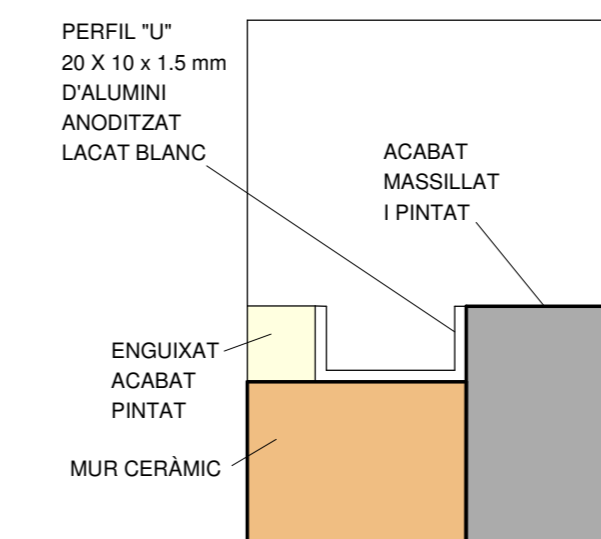 PERFIL "U"
20 X 10 x 1.5 mm
D'ALUMINI
ANODITZAT
LACAT BLANC
ACABAT
MASSILLAT
I PINTAT
ENGUIXAT
ACABAT
PINTAT
MUR CERÀMIC